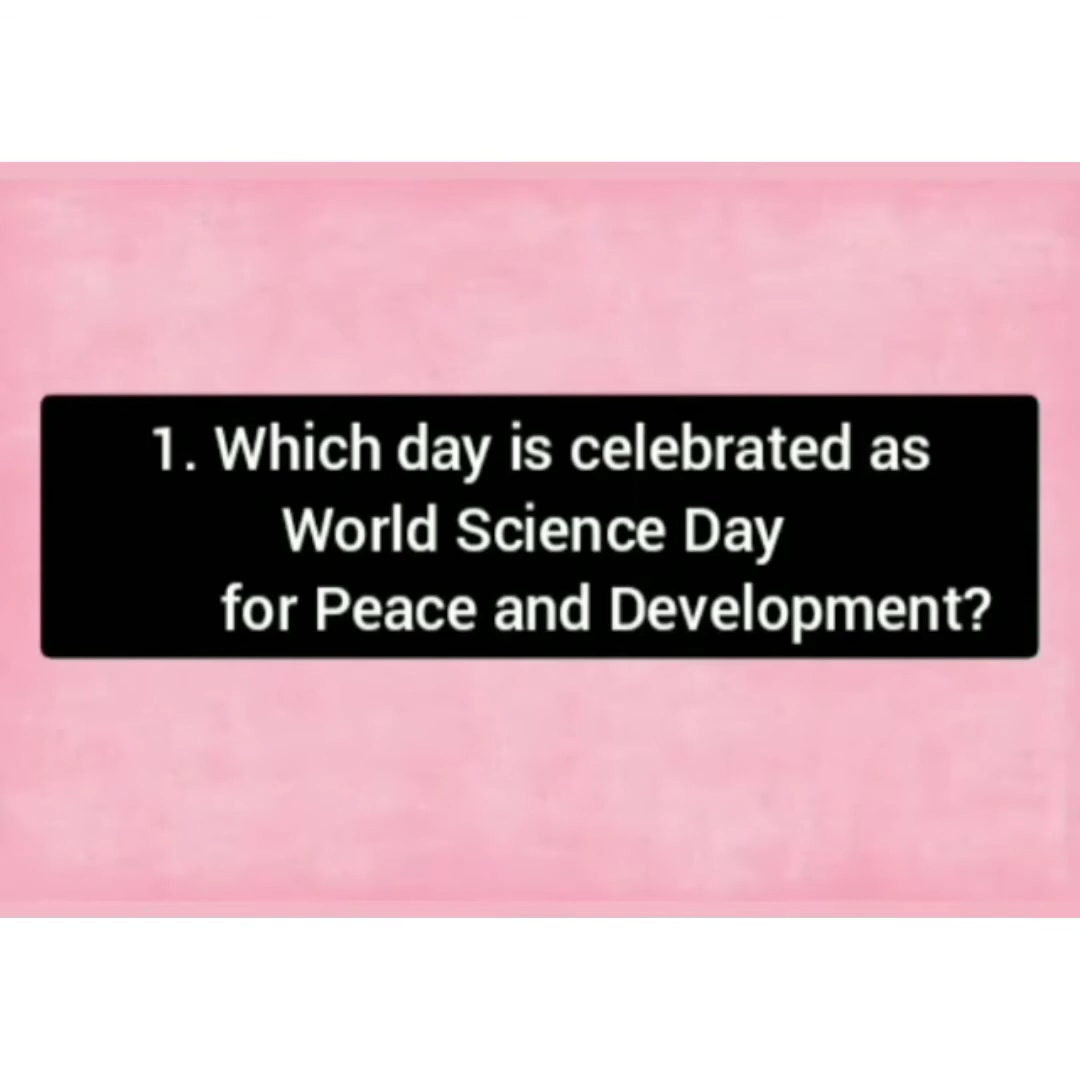 1. Which day is celebrated as
World Science Day
for Peace and Development?